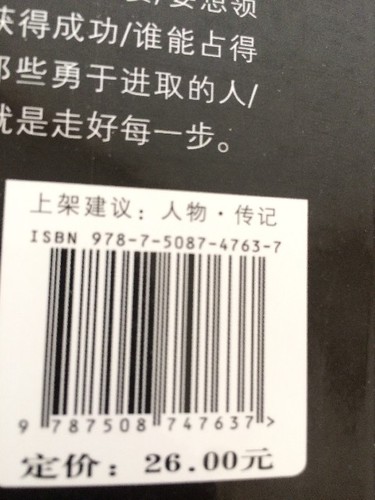 要想领
获得成功/谁能占得
那些勇于进取的人/
就是走好每一步。
上架建议：人物·传记
ISBN 978-7-5087-4763-7
9 787508 747637>
定价：26.00元